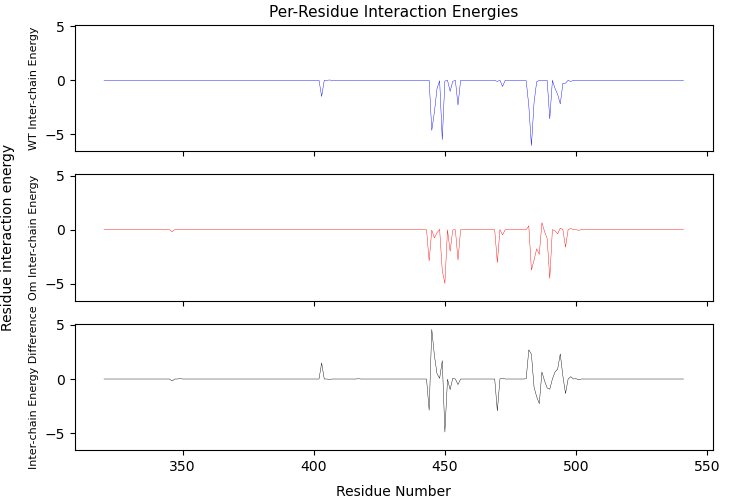 Per-Residue Interaction Energies
Residue interaction energy
WT Inter-chain Energy
5
0
−5
Om Inter-chain Energy
5
0
−5
Inter-chain Energy Difference
5
0
−5
350
400
450
500
550
Residue Number